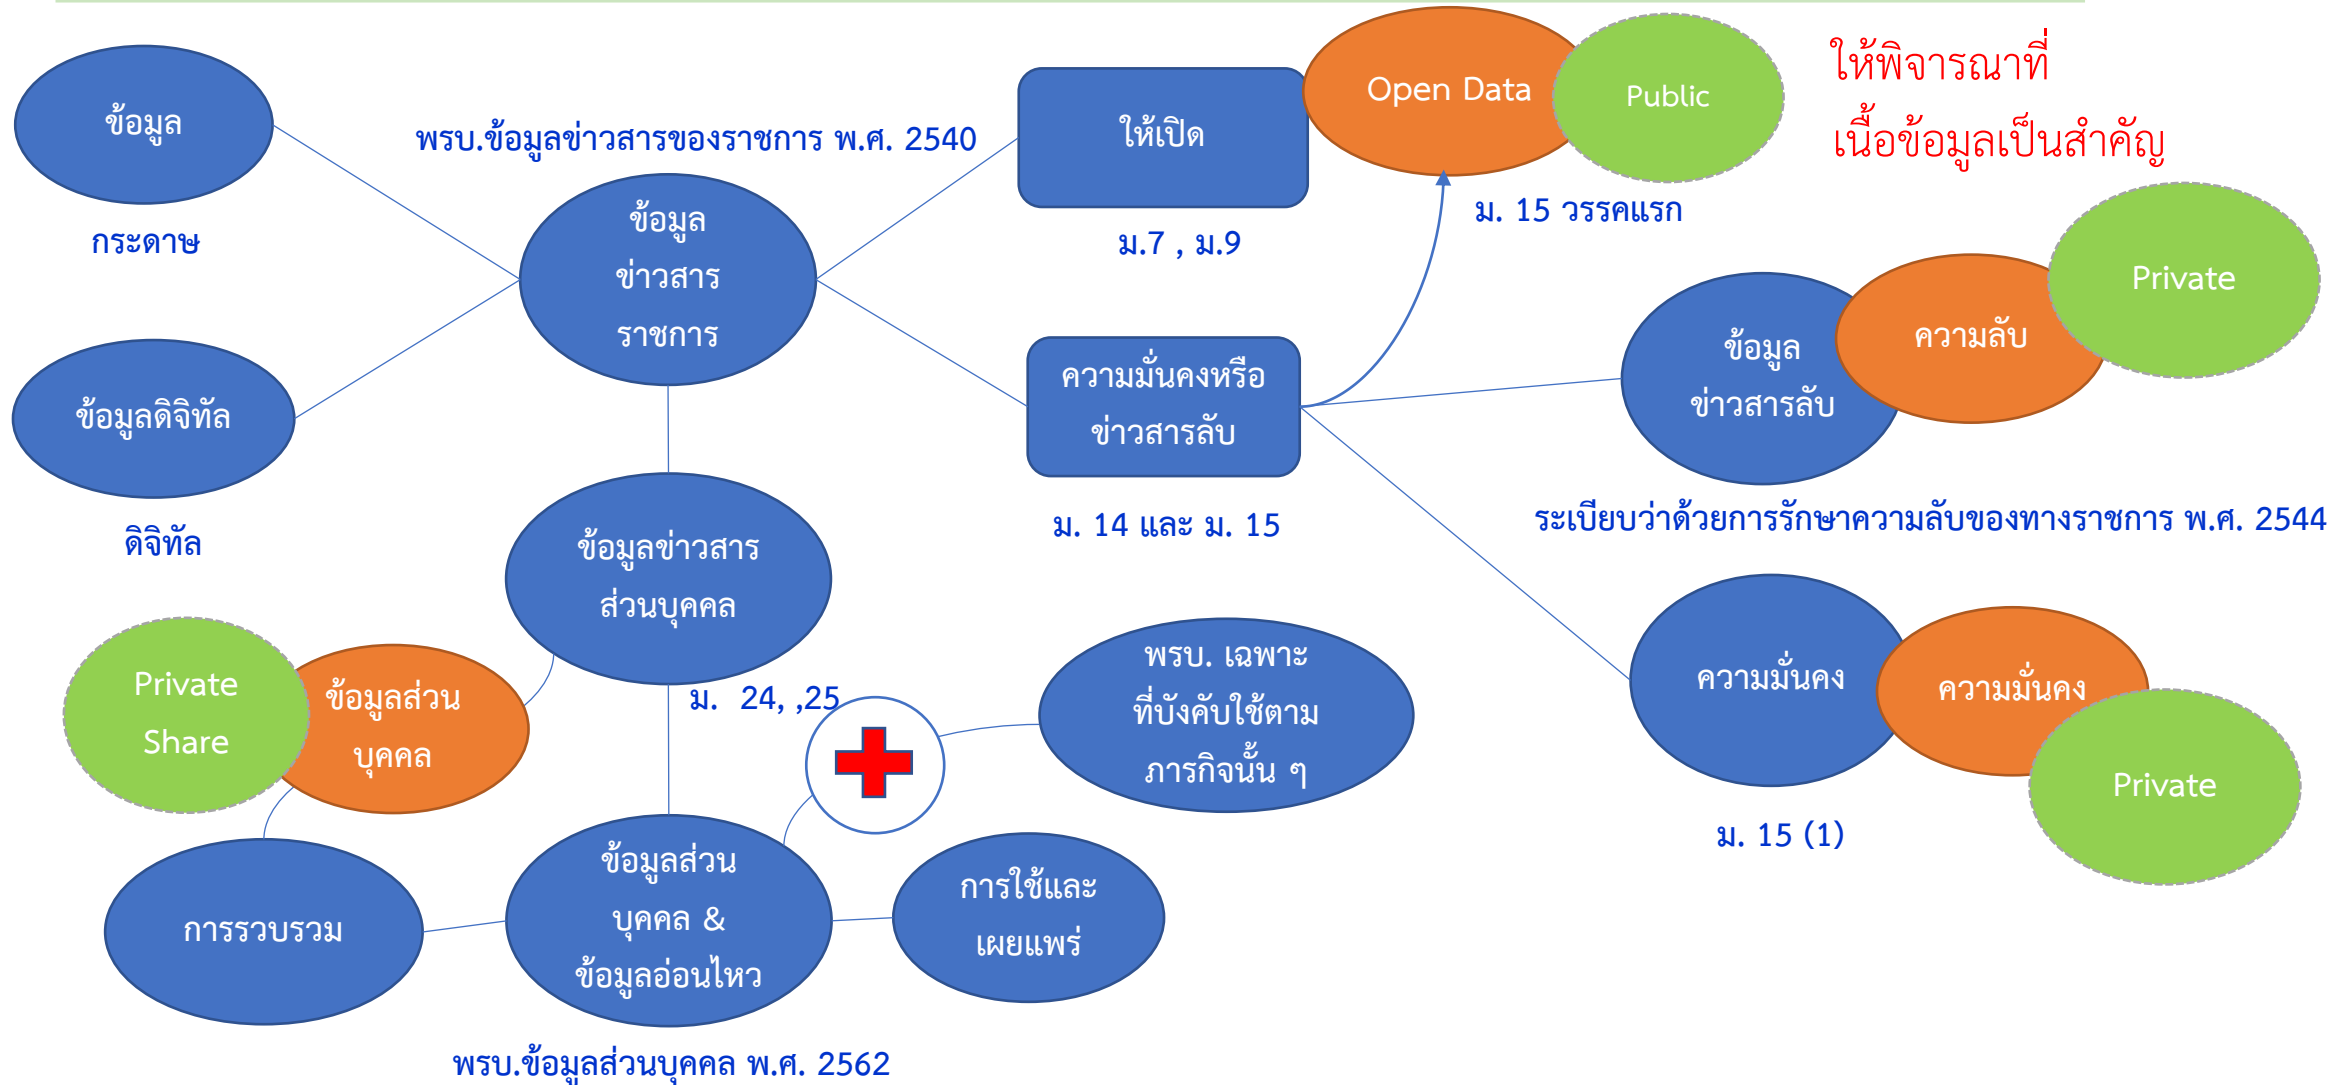 ข้อมูล
กระดาษ
ข้อมูลดิจิทัล
ดิจิทัล
พรบ.ข้อมูลข่าวสารของราชการ พ.ศ. 2540
ข้อมูล
ข่าวสาร
ราชการ
ให้เปิด
ม.7 , ม.9
Open Data
Public
ม. 15 วรรคแรก
ให้พิจารณาที่
เนื้อข้อมูลเป็นสำคัญ
ความมั่นคงหรือ
ข่าวสารลับ
ม. 14 และ ม. 15
ข้อมูล
ข่าวสารลับ
ความลับ
Private
ระเบียบว่าด้วยการรักษาความลับของทางราชการ พ.ศ. 2544
ความมั่นคง
ความมั่นคง
Private
ม. 15 (1)
ข้อมูลข่าวสาร
ส่วนบุคคล
ม. 24, ,25
Private
Share
ข้อมูลส่วน
บุคคล
พรบ. เฉพาะ
ที่บังคับใช้ตาม
ภารกิจนั้น ๆ
การรวบรวม
ข้อมูลส่วน
บุคคล &
ข้อมูลอ่อนไหว
การใช้และ
เผยแพร่
พรบ.ข้อมูลส่วนบุคคล พ.ศ. 2562